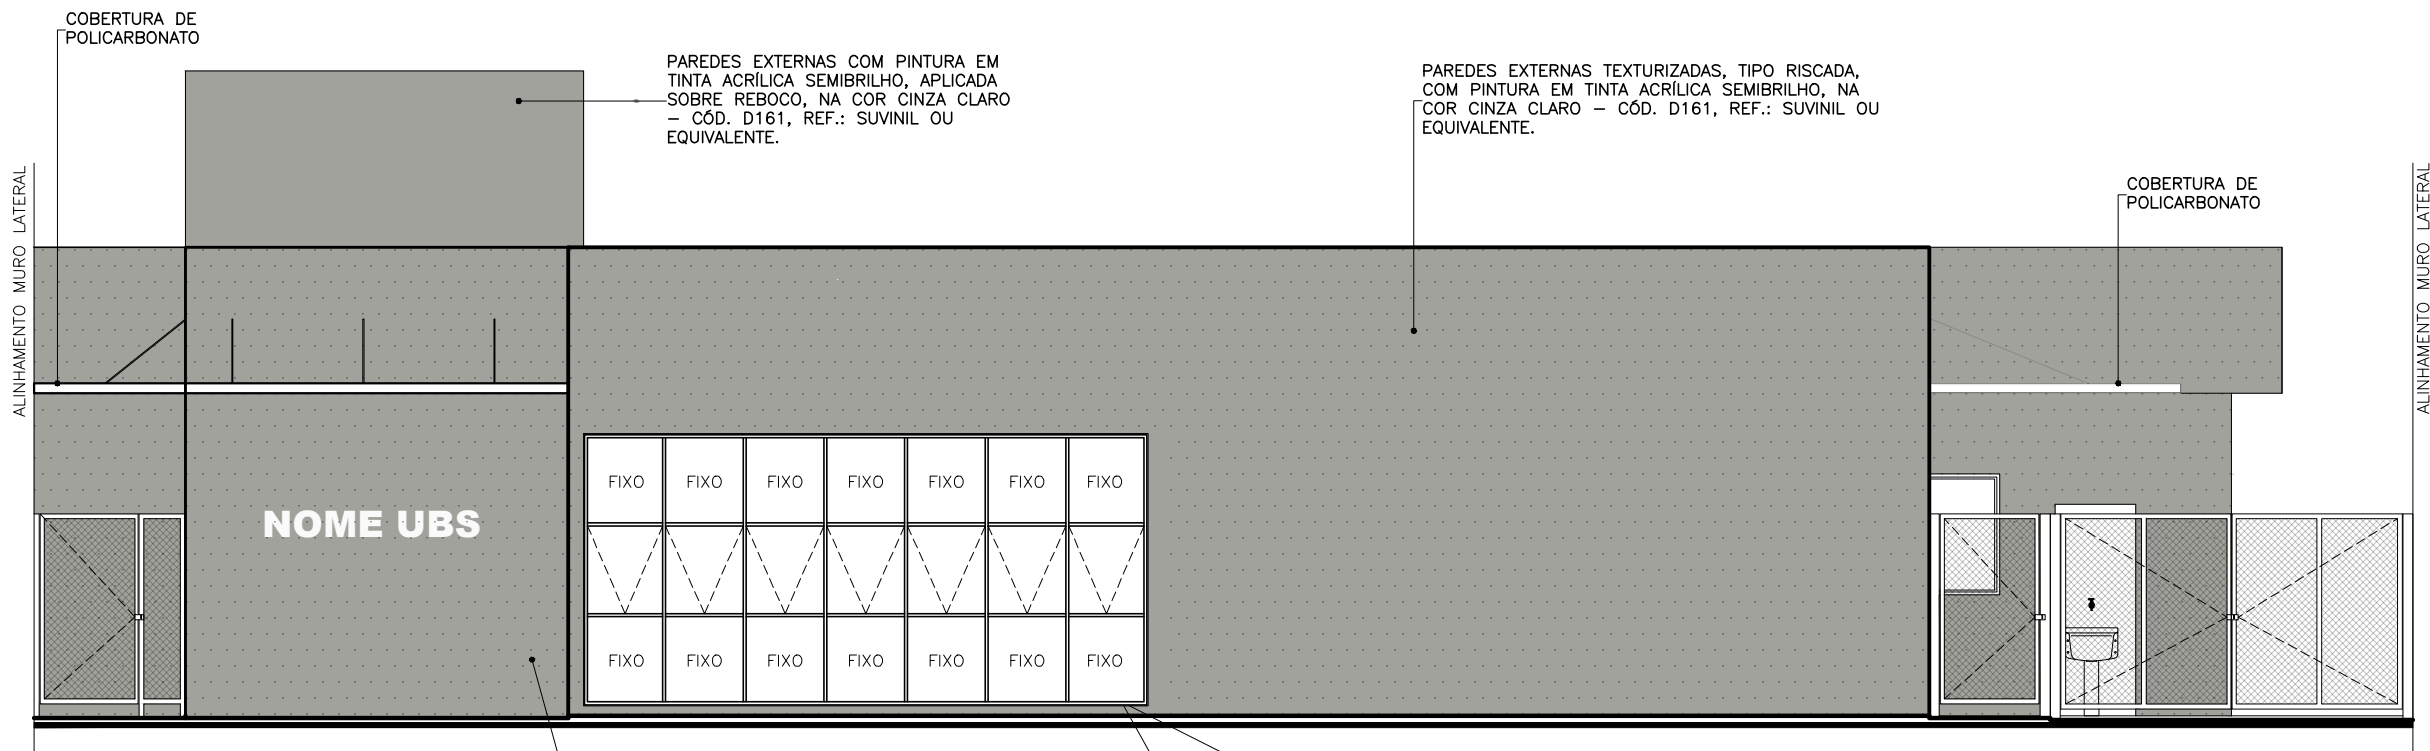 COBERTURA DE
POLICARBONATO
PAREDES EXTERNAS COM PINTURA EM
TINTA ACRÍLICA SEMIBRILHO, APLICADA
SOBRE REBOCO, NA COR CINZA CLARO
– CÓD. D161, REF.: SUVINIL OU
EQUIVALENTE.
PAREDES EXTERNAS TEXTURIZADAS, TIPO RISCADA,
COM PINTURA EM TINTA ACRÍLICA SEMIBRILHO, NA
COR CINZA CLARO – CÓD. D161, REF.: SUVINIL OU
EQUIVALENTE.
COBERTURA DE
POLICARBONATO
ALINHAMENTO MURO LATERAL
ALINHAMENTO MURO LATERAL
NOME UBS
FIXO FIXO FIXO FIXO FIXO FIXO FIXO
FIXO FIXO FIXO FIXO FIXO FIXO FIXO